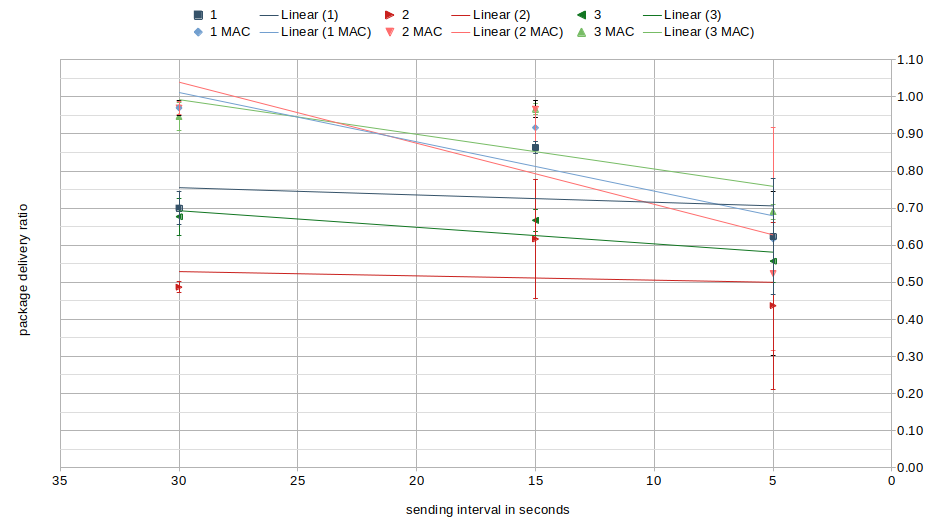 1 Linear (1) 2 Linear (2) 3 Linear (3)
1 MAC Linear (1 MAC) 2 MAC Linear (2 MAC) 3 MAC Linear (3 MAC)
1.10
1.00
0.90
0.80
0.70
0.60
0.50
0.40
0.30
0.20
0.10
0.00
package delivery ratio
35 30 25 20 15 10 5 0
sending interval in seconds